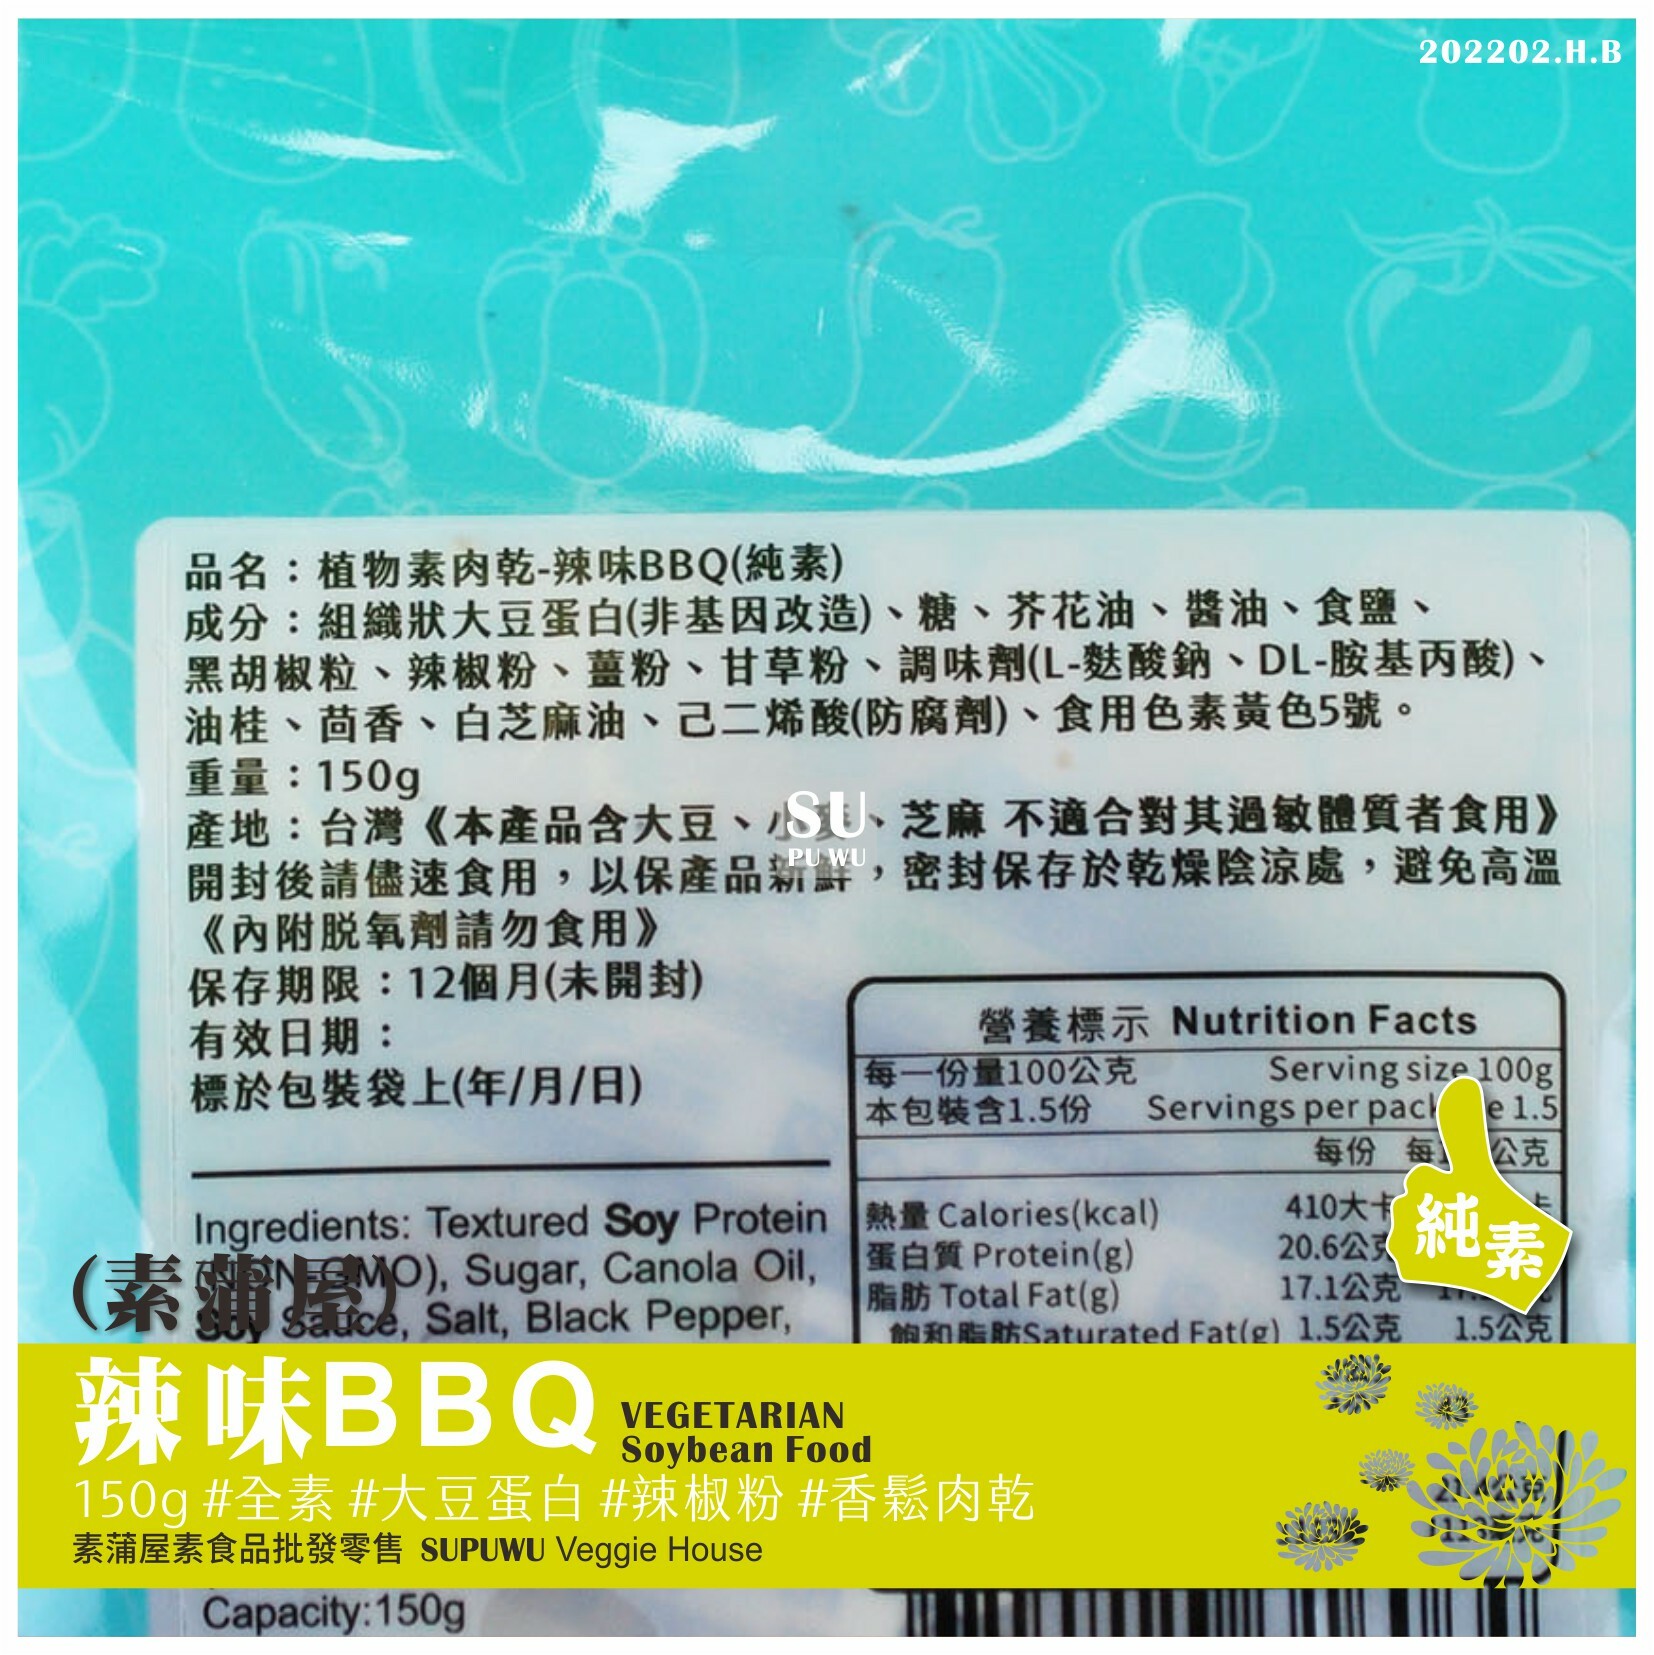 202202.H.B
品名：植物素肉乾-辣味BBQ(純素)
成分：組織狀大豆蛋白(非基因改造)、糖、芥花油、醬油、食鹽、
黑胡椒粒、辣椒粉、薑粉、甘草粉、調味劑(L-麩酸鈉、DL-胺基丙酸)、
油桂、茴香、白芝麻油、己二烯酸(防腐劑)、食用色素黃色5號。
重量：150g
產地：台灣《本產品含大豆、小、芝麻 不適合對其過敏體質者食用》
SU
PU WU
開封後請儘速食用，以保產品新鮮，密封保存於乾燥陰涼處，避免高溫
《內附脫氧劑請勿食用》
保存期限：12個月(未開封)
有效日期：
標於包裝袋上(年/月/日)
營養標示 Nutrition Facts
每一份量100公克 Serving size 100g
本包裝含1.5份 Servings per pack e 1.5
每份 每1 公克
熱量 Calories(kcal) 410大卡
蛋白質 Protein(g) 20.6公克
脂肪 Total Fat(g) 17.1公克
飽和脂肪Saturated Fat(g) 1.5公克 1.5公克
純素
Ingredients: Textured Soy Protein
GMO), Sugar, Canola Oil,
Soy Sauce, Salt, Black Pepper,
(素蒲屋)
辣味BBQ
VEGETARIAN
Soybean Food
150g #全素 #大豆蛋白 #辣椒粉 #香鬆肉乾
素蒲屋素食品批發零售 SUPUWU Veggie House
Capacity:150g